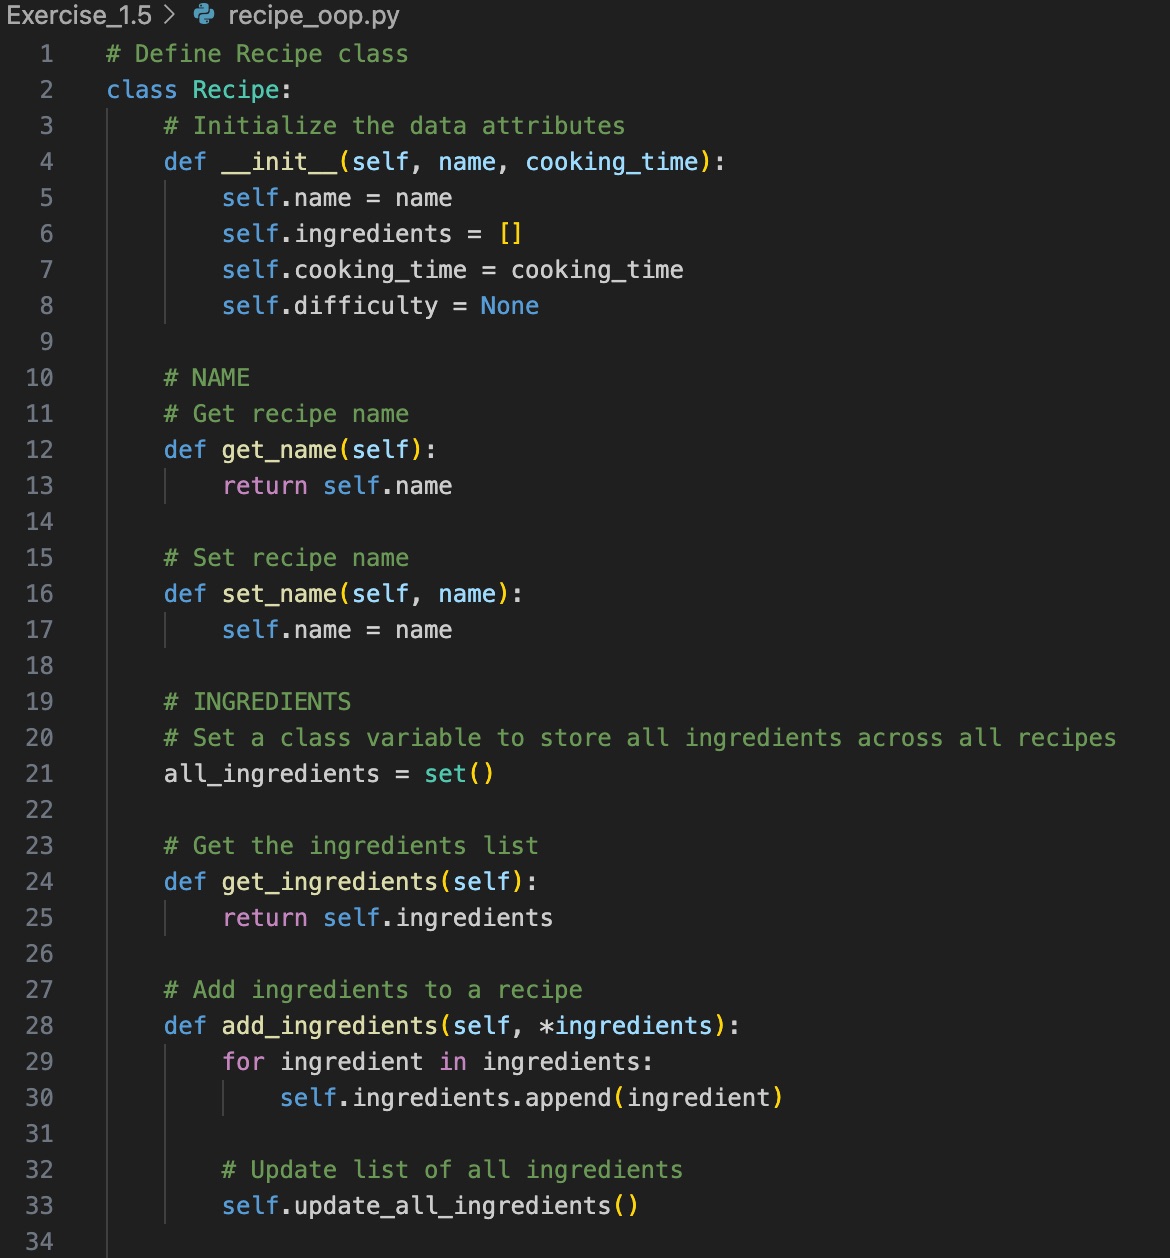 Exercise_1.5 > recipe_oop.py
1 # Define Recipe class
2 class Recipe:
3     # Initialize the data attributes
4     def __init__(self, name, cooking_time):
5         self.name = name
6         self.ingredients = []
7         self.cooking_time = cooking_time
8         self.difficulty = None
9
10     # NAME
11     # Get recipe name
12     def get_name(self):
13         return self.name
14
15     # Set recipe name
16     def set_name(self, name):
17         self.name = name
18
19     # INGREDIENTS
20     # Set a class variable to store all ingredients across all recipes
21     all_ingredients = set()
22
23     # Get the ingredients list
24     def get_ingredients(self):
25         return self.ingredients
26
27     # Add ingredients to a recipe
28     def add_ingredients(self, *ingredients):
29         for ingredient in ingredients:
30             self.ingredients.append(ingredient)
31
32         # Update list of all ingredients
33         self.update_all_ingredients()
34